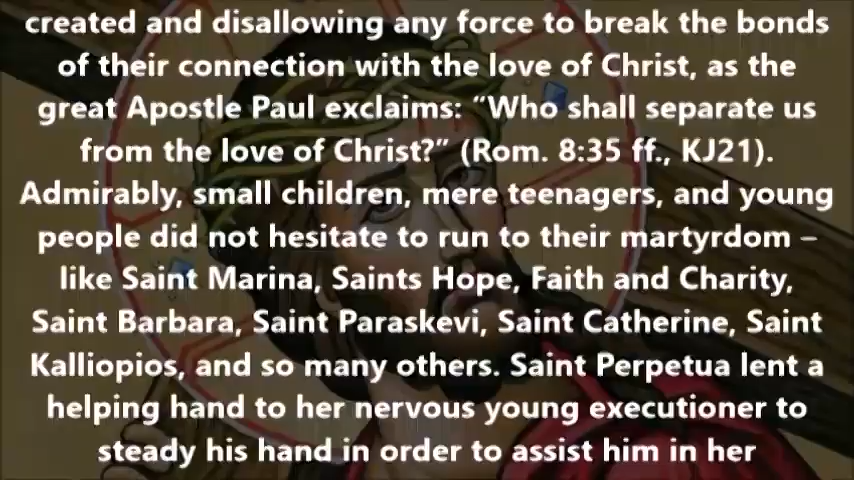 created and disallowing any force to break the bonds
of their connection with the love of Christ, as the
great Apostle Paul exclaims: “Who shall separate us
from the love of Christ?” (Rom. 8:35 ff., KJ21).
Admirably, small children, mere teenagers, and young
people did not hesitate to run to their martyrdom –
like Saint Marina, Saints Hope, Faith and Charity,
Saint Barbara, Saint Paraskevi, Saint Catherine, Saint
Kalliopios, and so many others. Saint Perpetua lent a
helping hand to her nervous young executioner to
steady his hand in order to assist him in her